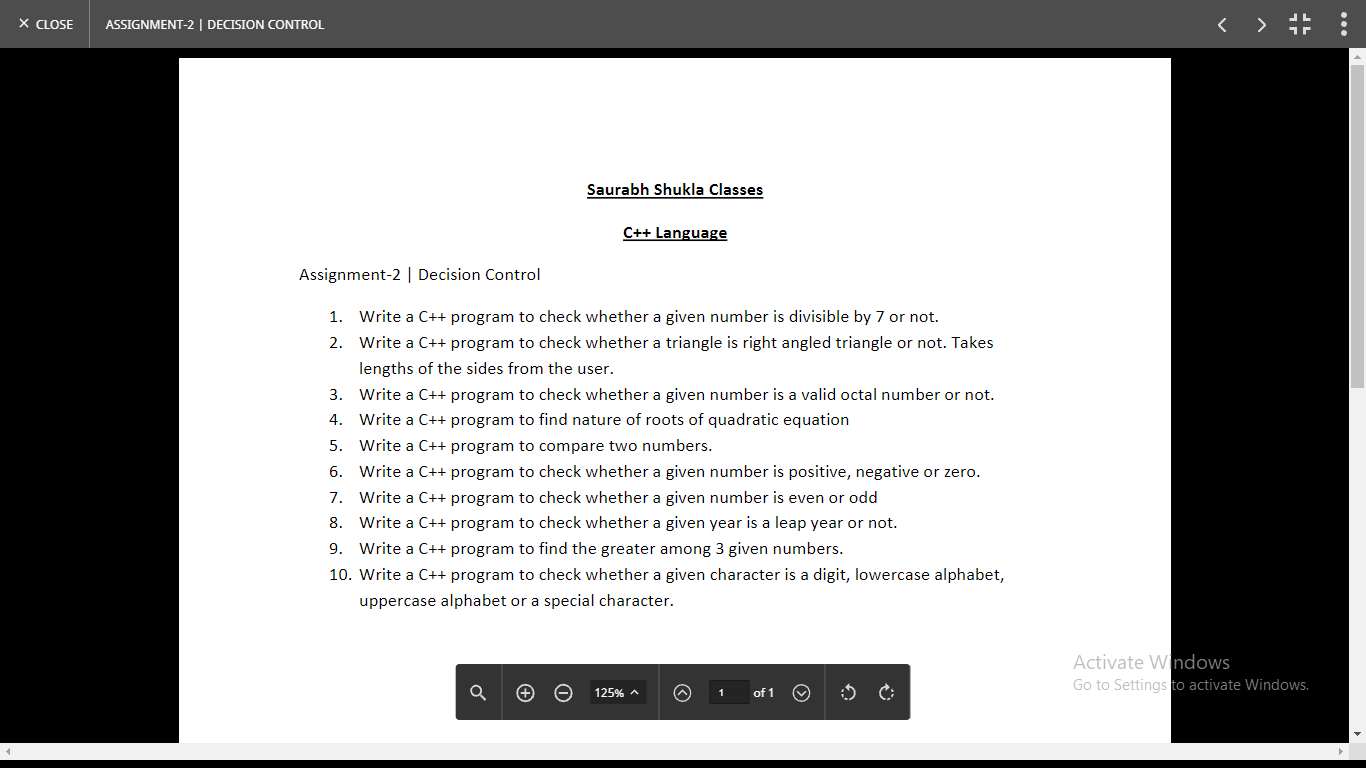 CLOSE
ASSIGNMENT-2 | DECISION CONTROL
Saurabh Shukla Classes
C++ Language
Assignment-2 | Decision Control
1. Write a C++ program to check whether a given number is divisible by 7 or not.
2. Write a C++ program to check whether a triangle is right angled triangle or not. Takes
lengths of the sides from the user.
3. Write a C++ program to check whether a given number is a valid octal number or not.
4. Write a C++ program to find nature of roots of quadratic equation
5. Write a C++ program to compare two numbers.
6. Write a C++ program to check whether a given number is positive, negative or zero.
7. Write a C++ program to check whether a given number is even or odd
8. Write a C++ program to check whether a given year is a leap year or not.
9. Write a C++ program to find the greater among 3 given numbers.
10. Write a C++ program to check whether a given character is a digit, lowercase alphabet,
uppercase alphabet or a special character.
Activate Windows
Go to Settings to activate Windows.
125%
1 of 1